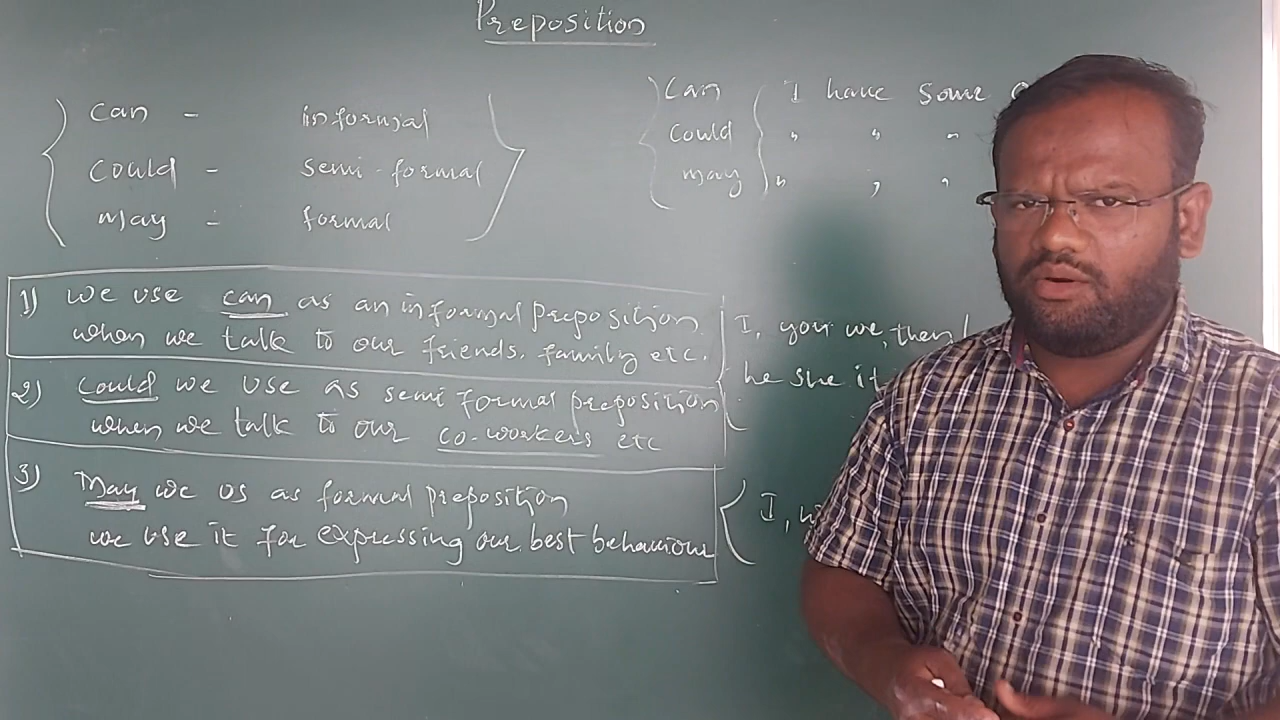 Preposition
Can - informal
Could - semi-formal
May - formal
Can I have some
Could " " "
may " , "
1) We use can as an informal preposition
when we talk to our friends, family etc.
2) Could we use as semi formal preposition
when we talk to our co-workers etc
3) May we us as formal preposition
we use it for expressing our best behaviour
I, you we, them
he she it
I,